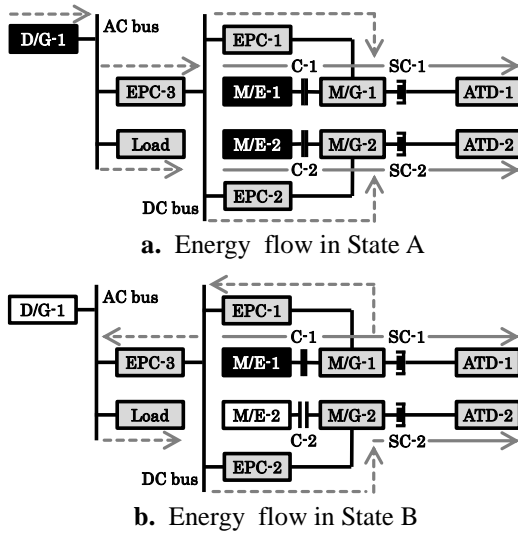 AC bus
D/G-1
EPC-1
C-1
SC-1
EPC-3
M/E-1
M/G-1
ATD-1
Load
M/E-2
M/G-2
ATD-2
C-2
SC-2
DC bus
EPC-2
a. Energy flow in State A
AC bus
D/G-1
EPC-1
C-1
SC-1
EPC-3
M/E-1
M/G-1
ATD-1
Load
M/E-2
M/G-2
ATD-2
C-2
SC-2
DC bus
EPC-2
b. Energy flow in State B